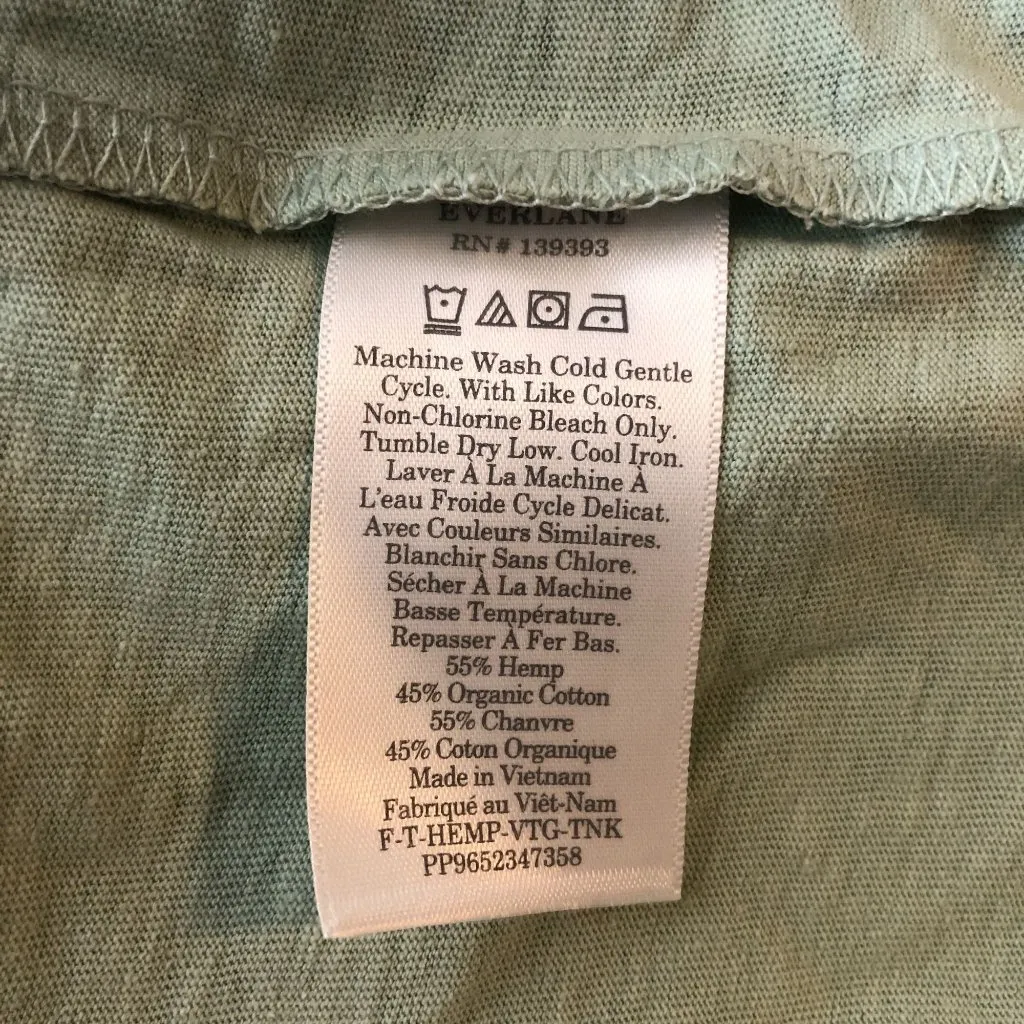 EVERLANE
RN# 139393
Machine Wash Cold Gentle
Cycle. With Like Colors.
Non-Chlorine Bleach Only.
Tumble Dry Low. Cool Iron.
Laver À La Machine À
L'eau Froide Cycle Delicat.
Avec Couleurs Similaires.
Blanchir Sans Chlore.
Sécher À La Machine
Basse Température.
Repasser À Fer Bas.
55% Hemp
45% Organic Cotton
55% Chanvre
45% Coton Organique
Made in Vietnam
Fabriqué au Viêt-Nam
F-T-HEMP-VTG-TNK
PP9652347358